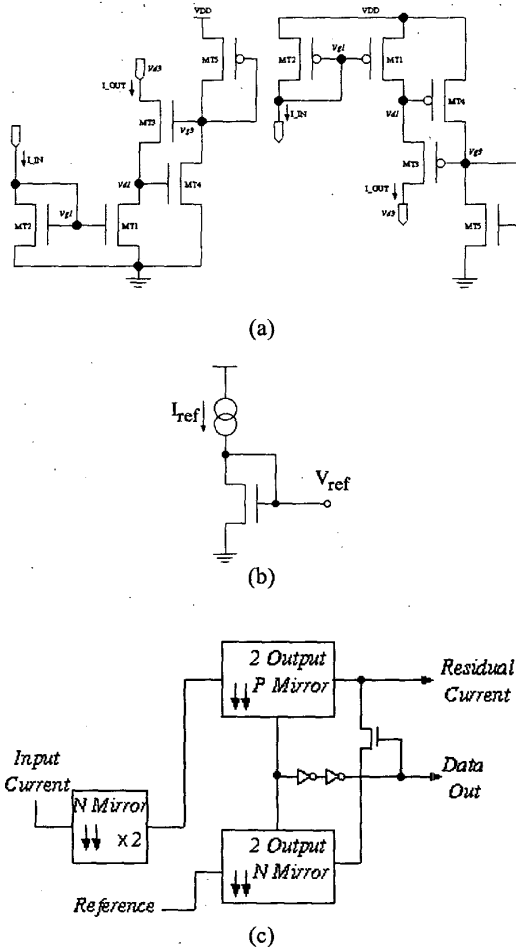 VDD
VDD
MT5
MT2
Vg1
MT1
Vd3
I_OUT
MT3
Vg3
I_IN
Vd1
MT4
MT3
Vg3
I_IN
I_OUT
Vd3
Vd1
MT4
MT2
Vg1
MT1
MT5
(a)
Iref
Vref
(b)
2 Output
P Mirror
Residual
Current
Input
Current
N Mirror
×2
Data
Out
2 Output
N Mirror
Reference
(c)